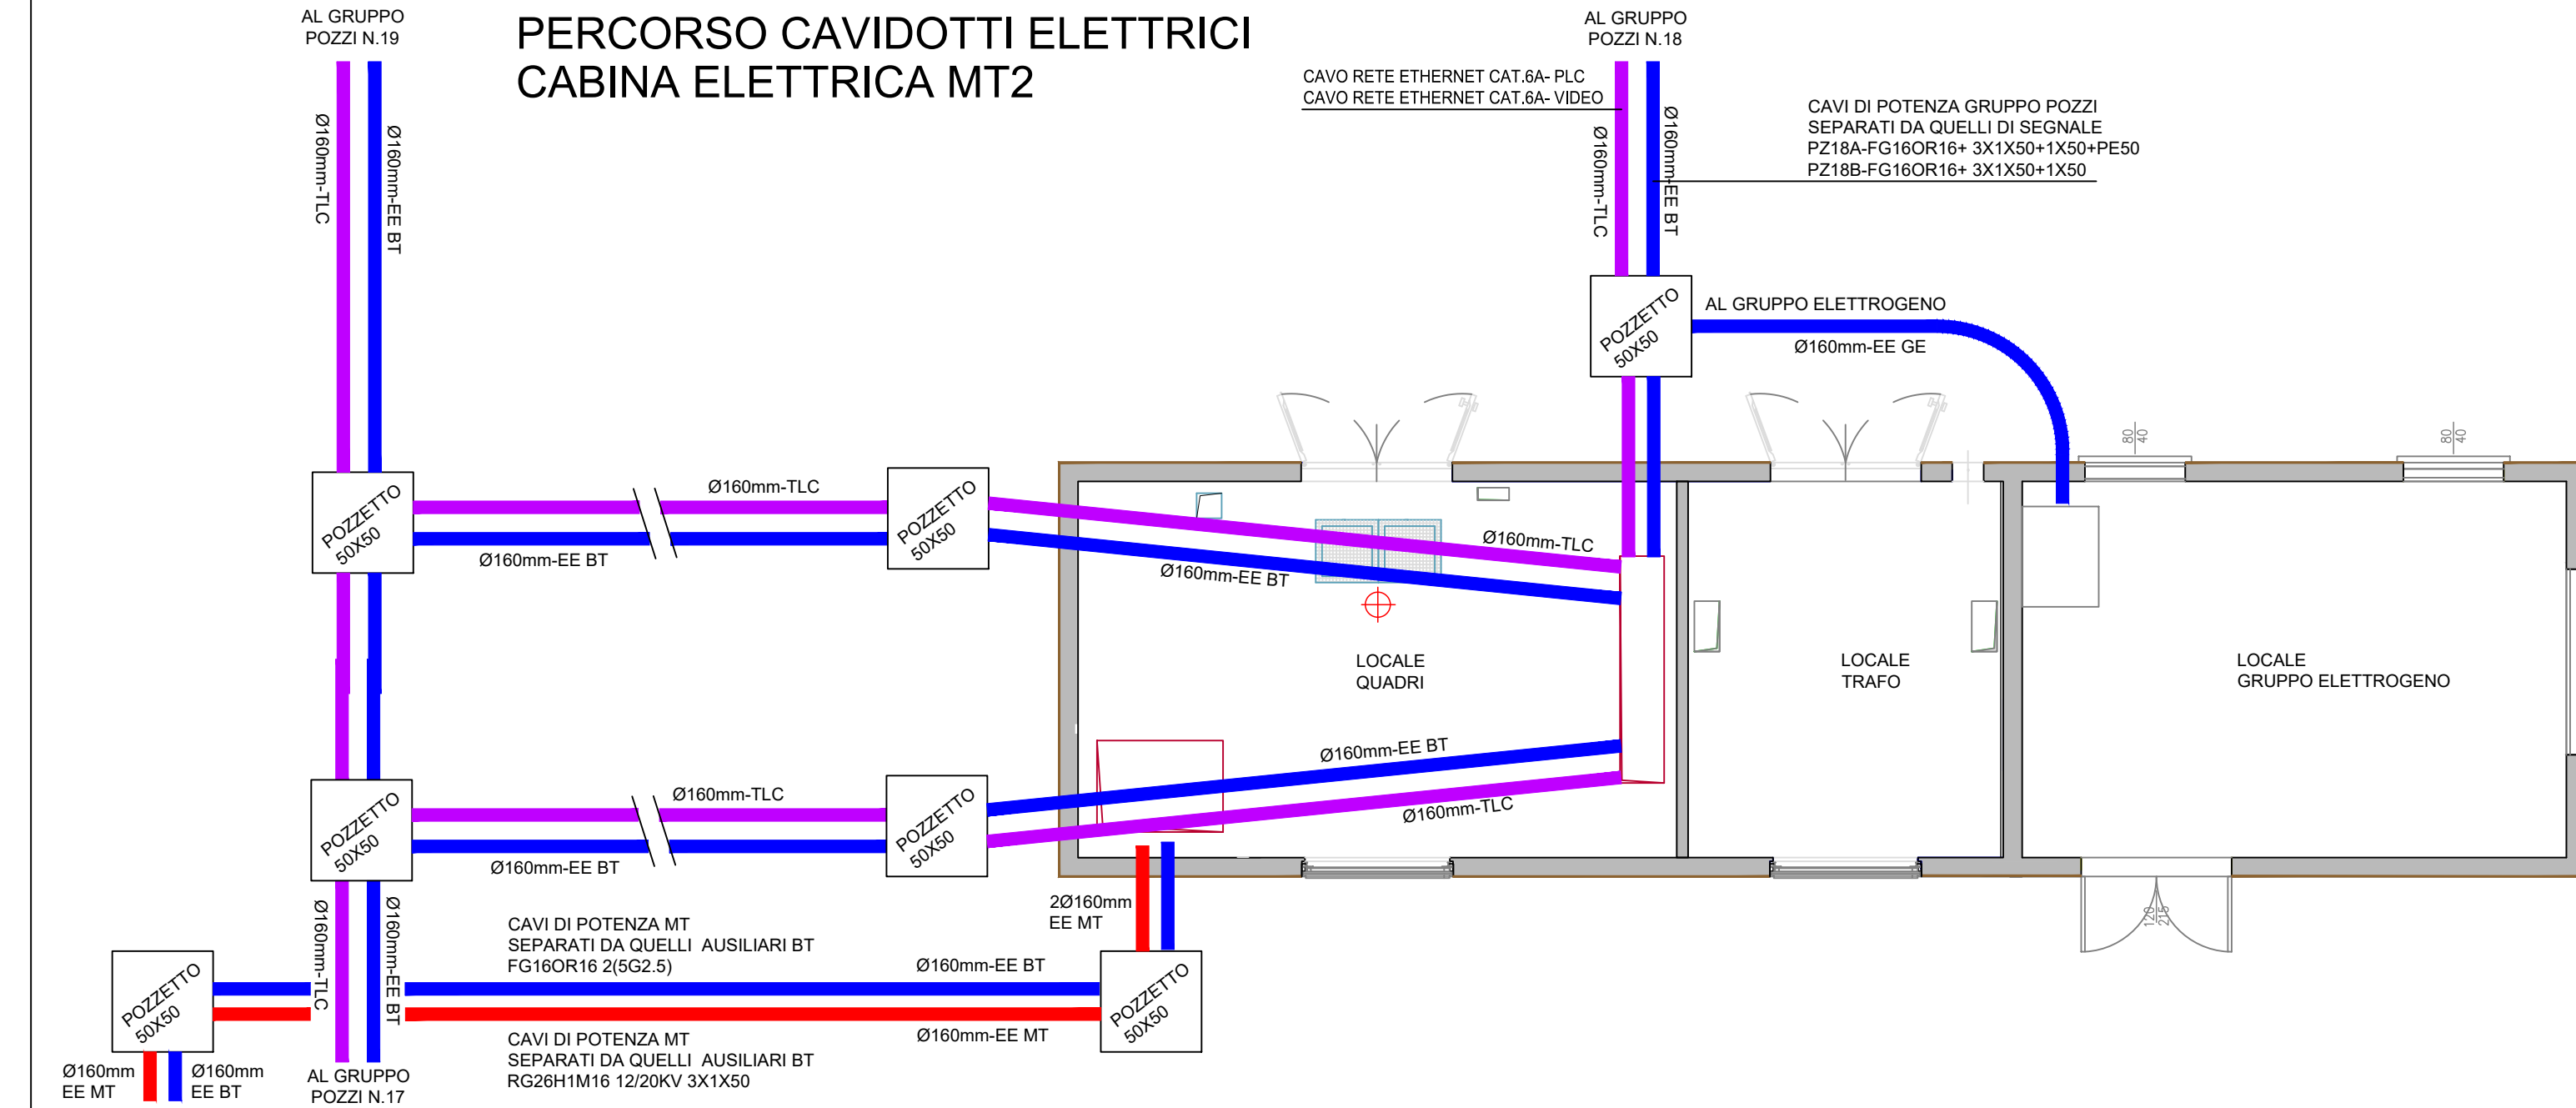 AL GRUPPO
POZZI N.19
PERCORSO CAVIDOTTI ELETTRICI
CABINA ELETTRICA MT2
AL GRUPPO
POZZI N.18
CAVO RETE ETHERNET CAT.6A- PLC
CAVO RETE ETHERNET CAT.6A- VIDEO
CAVI DI POTENZA GRUPPO POZZI
SEPARATI DA QUELLI DI SEGNALE
PZ18A-FG16OR16+ 3X1X50+1X50+PE50
PZ18B-FG16OR16+ 3X1X50+1X50
Ø160mm-TLC
Ø160mm-EE BT
Ø160mm-TLC
Ø160mm-EE BT
POZZETTO
50X50
AL GRUPPO ELETTROGENO
Ø160mm-EE GE
80
40
80
40
POZZETTO
50X50
Ø160mm-TLC
Ø160mm-EE BT
POZZETTO
50X50
Ø160mm-TLC
Ø160mm-EE BT
LOCALE
QUADRI
LOCALE
TRAFO
LOCALE
GRUPPO ELETTROGENO
POZZETTO
50X50
Ø160mm-TLC
Ø160mm-EE BT
POZZETTO
50X50
Ø160mm-EE BT
Ø160mm-TLC
Ø160mm-TLC
Ø160mm-EE BT
2Ø160mm
EE MT
120
215
CAVI DI POTENZA MT
SEPARATI DA QUELLI  AUSILIARI BT
FG16OR16 2(5G2.5)
Ø160mm-EE BT
POZZETTO
50X50
POZZETTO
50X50
Ø160mm-EE MT
CAVI DI POTENZA MT
SEPARATI DA QUELLI  AUSILIARI BT
RG26H1M16 12/20KV 3X1X50
Ø160mm
EE MT
Ø160mm
EE BT
AL GRUPPO
POZZI N.17